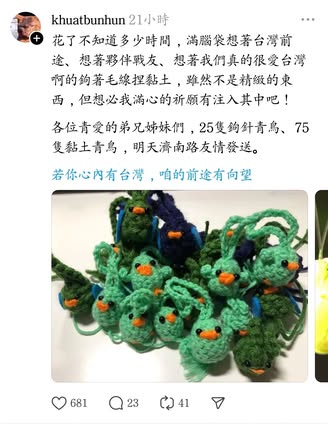 khuatbunhun 21小時
花了不知道多少時間，滿腦袋想著台灣前
途、想著夥伴戰友、想著我們真的很愛台灣
啊的鉤著毛線捏黏土，雖然不是精緻的東
西，但想必我滿心的祈願有注入其中吧！
各位青愛的弟兄姊妹們，25隻鉤針青鳥、75
隻黏土青鳥，明天濟南路友情發送。
若你心內有台灣，咱的前途有向望
681 23 41